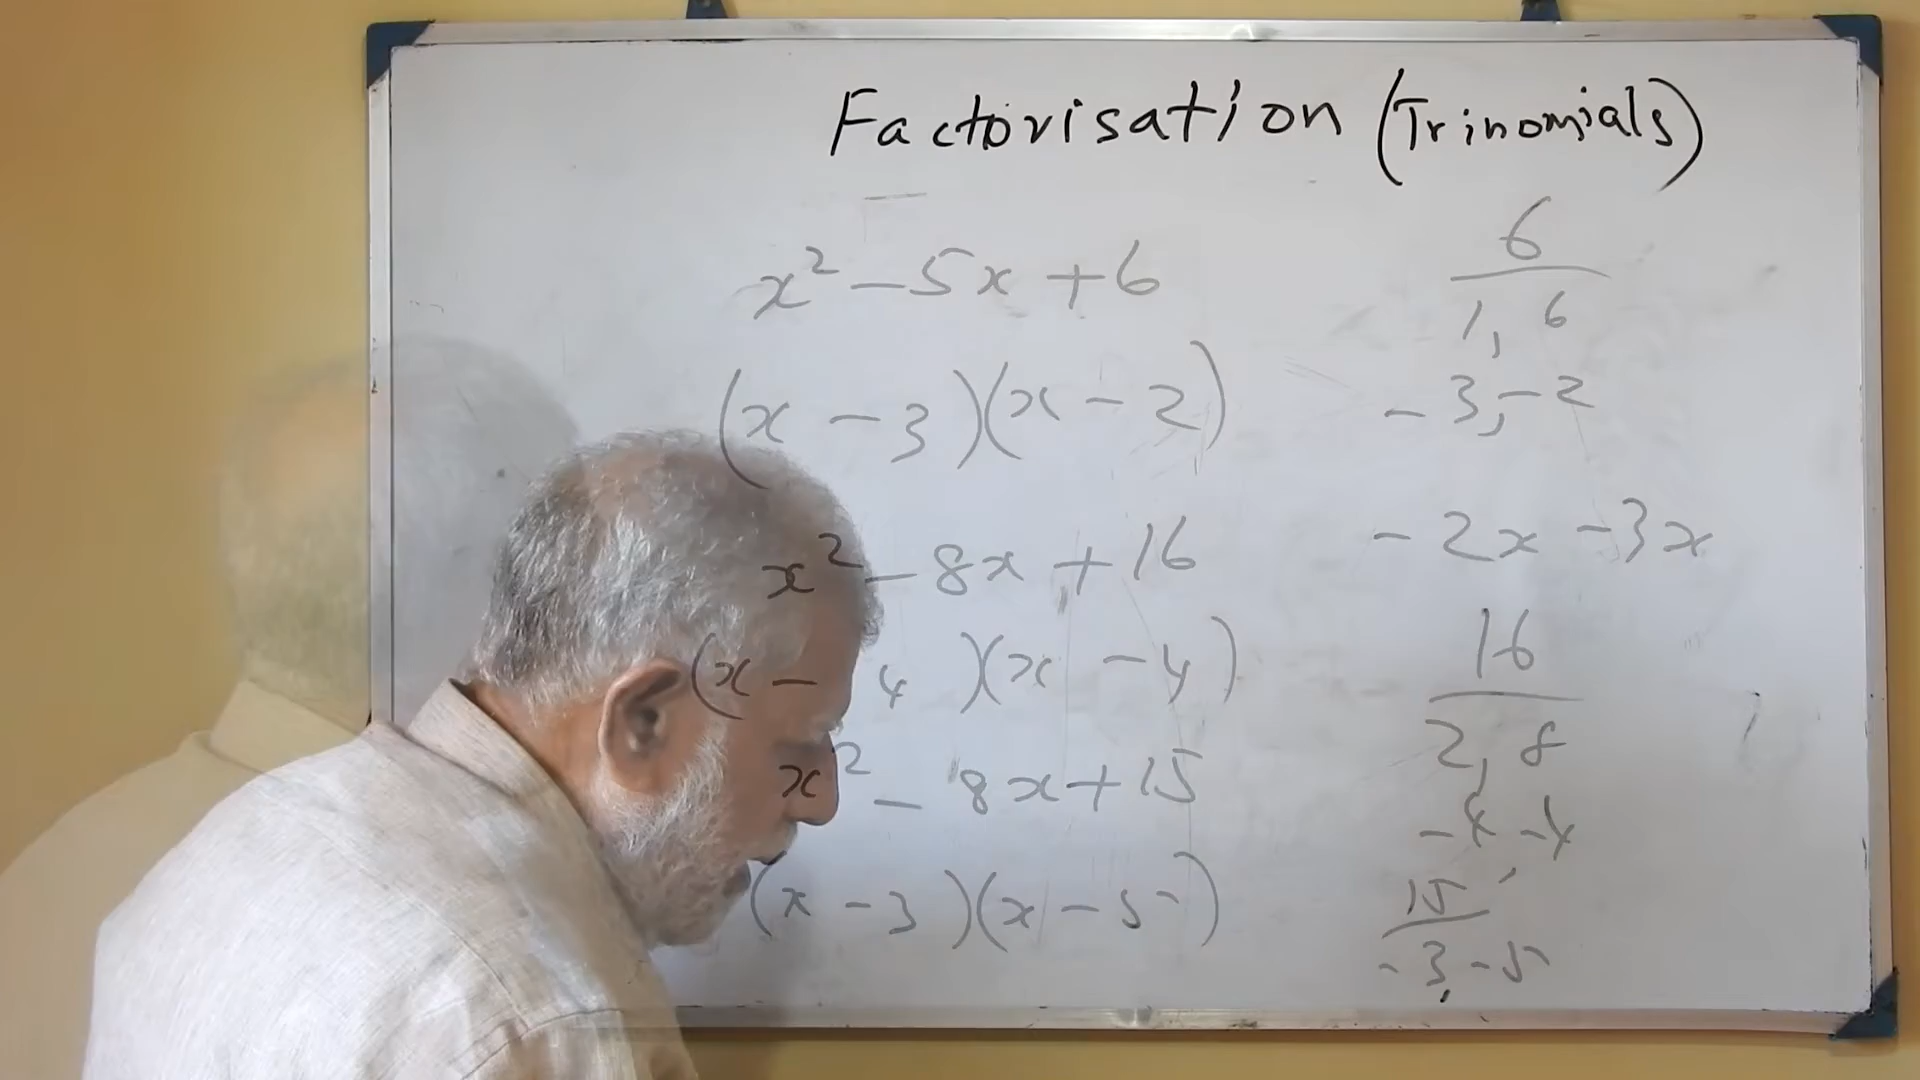 Factorisation (Trinomials)
x² - 5x + 6
(x - 3)(x - 2)
x² - 8x + 16
(x - 4)(x - 4)
x² - 8x + 15
(x - 3)(x - 5)
6
1, 6
- 3, - 2
- 2x - 3x
16
2, 8
- 4, - 4
15
- 3, - 5